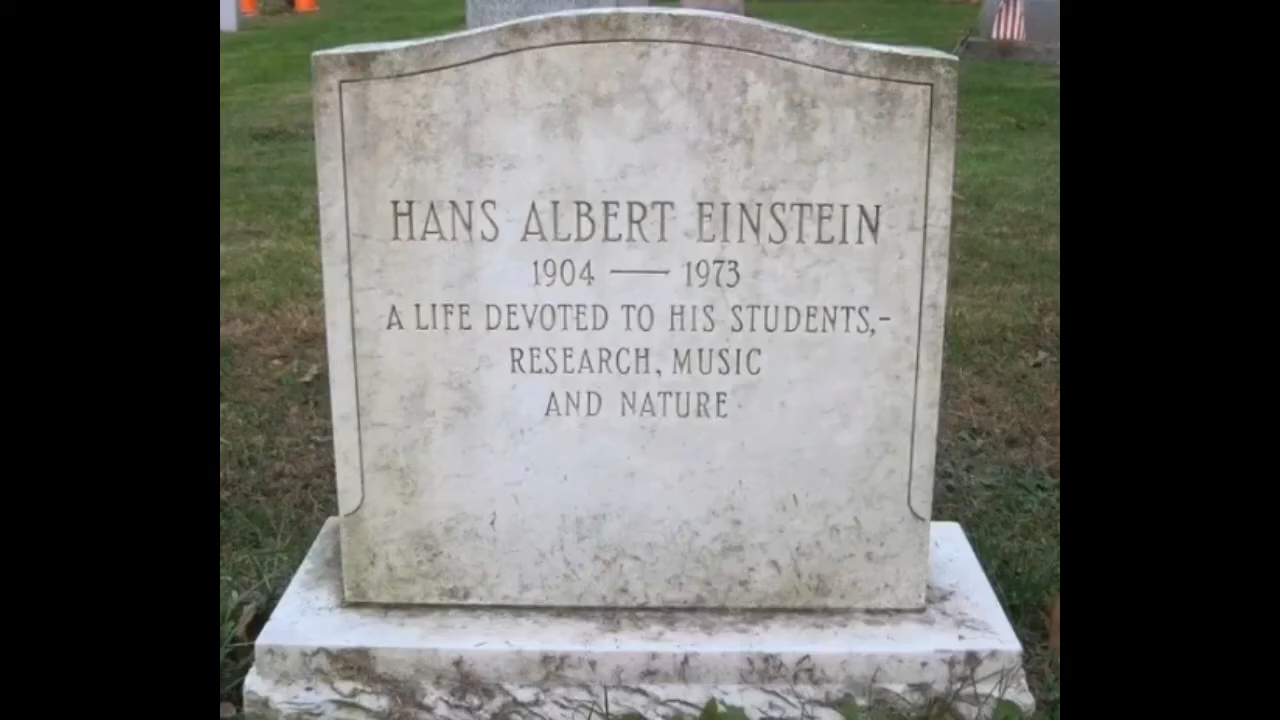 HANS ALBERT EINSTEIN
1904 — 1973
A LIFE DEVOTED TO HIS STUDENTS,-
RESEARCH, MUSIC
AND NATURE